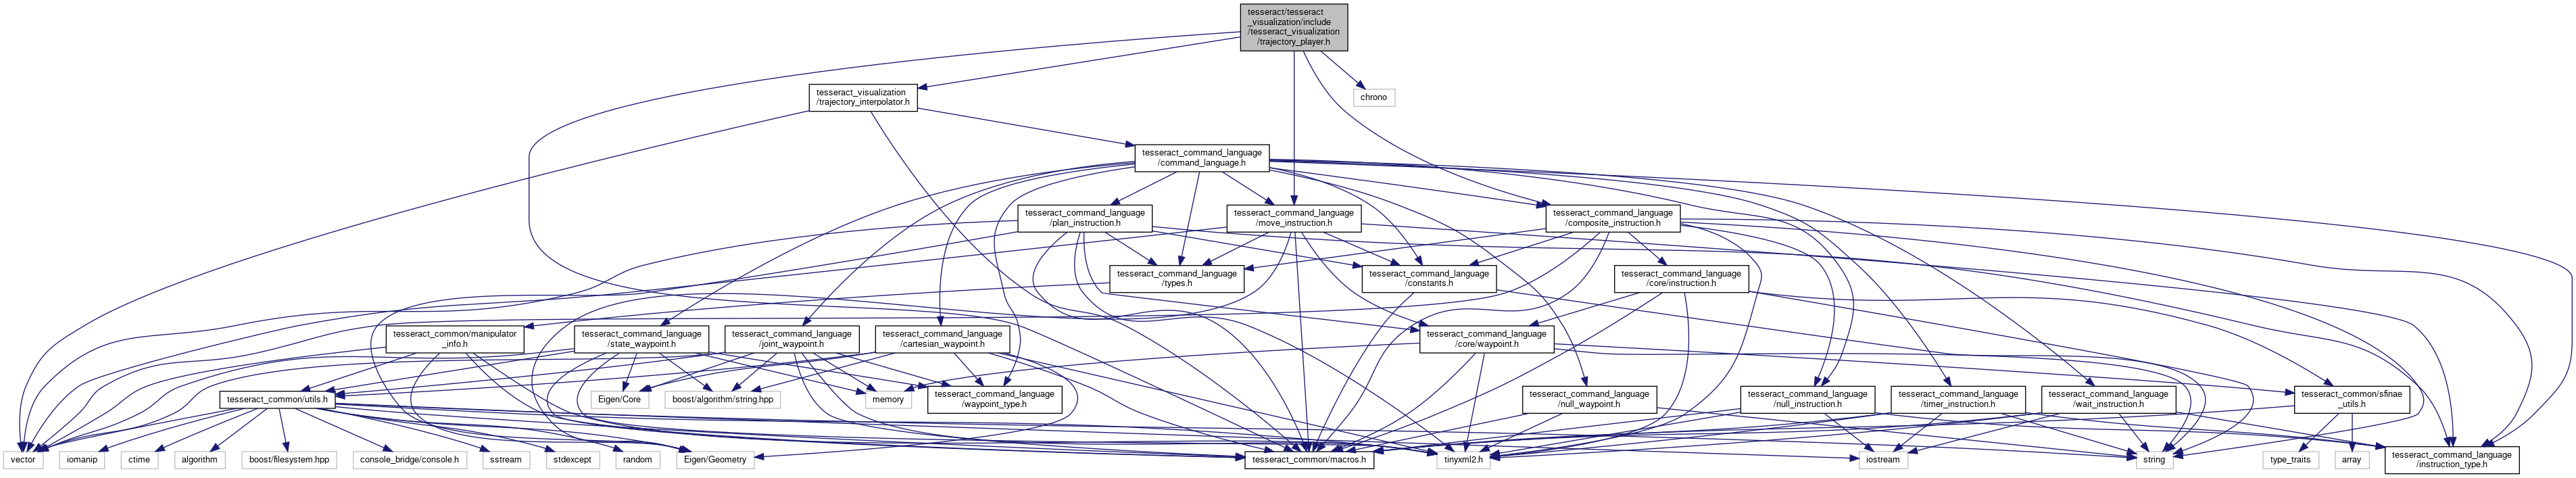 tesseract/tesseract
_visualization/include
/tesseract_visualization
/trajectory_player.h
tesseract_visualization
/trajectory_interpolator.h
chrono
tesseract_command_language
/command_language.h
tesseract_command_language
/plan_instruction.h
tesseract_command_language
/move_instruction.h
tesseract_command_language
/composite_instruction.h
tesseract_command_language
/types.h
tesseract_command_language
/constants.h
tesseract_command_language
/core/instruction.h
tesseract_common/manipulator
_info.h
tesseract_command_language
/state_waypoint.h
tesseract_command_language
/joint_waypoint.h
tesseract_command_language
/cartesian_waypoint.h
tesseract_command_language
/core/waypoint.h
tesseract_common/utils.h
Eigen/Core
boost/algorithm/string.hpp
memory
tesseract_command_language
/waypoint_type.h
tesseract_command_language
/null_waypoint.h
tesseract_command_language
/null_instruction.h
tesseract_command_language
/timer_instruction.h
tesseract_command_language
/wait_instruction.h
tesseract_common/sfinae
_utils.h
vector
iomanip
ctime
algorithm
boost/filesystem.hpp
console_bridge/console.h
sstream
stdexcept
random
Eigen/Geometry
tesseract_common/macros.h
tinyxml2.h
iostream
string
type_traits
array
tesseract_command_language
/instruction_type.h